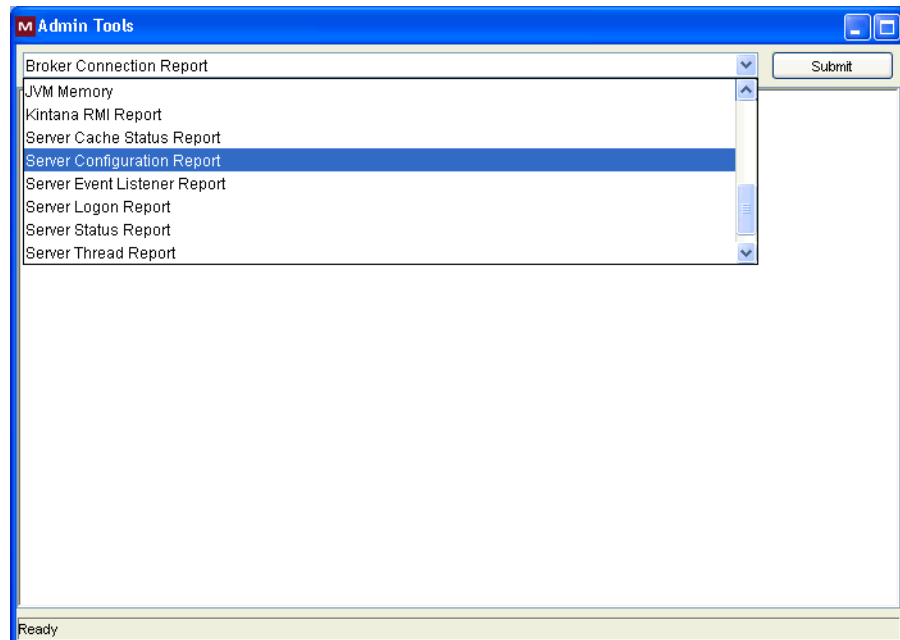 M Admin Tools
Broker Connection Report
Submit
JVM Memory
Kintana RMI Report
Server Cache Status Report
Server Configuration Report
Server Event Listener Report
Server Logon Report
Server Status Report
Server Thread Report
Ready